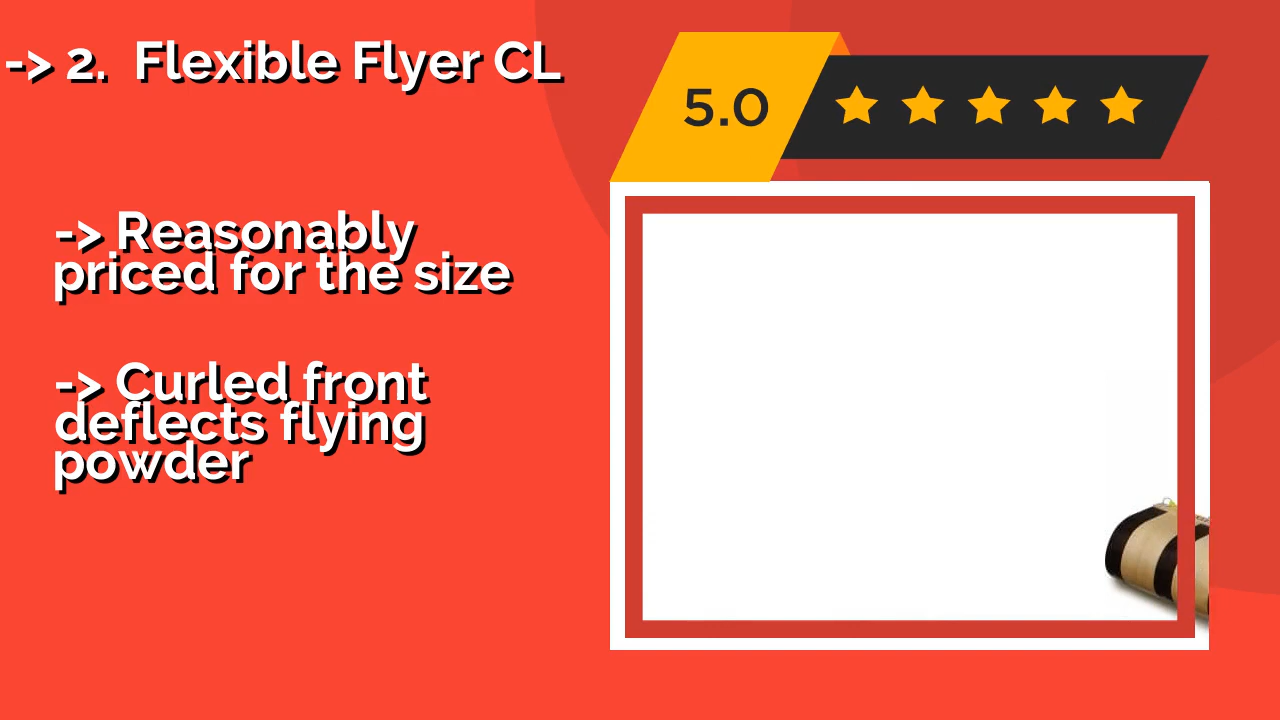 -> 2.  Flexible Flyer CL
5.0
-> Reasonably
priced for the size
-> Curled front
deflects flying
powder